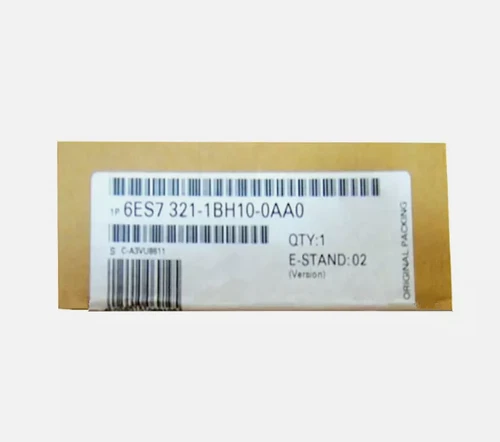 1P 6ES7 321-1BH10-0AA0
S C-A3VU8611
QTY:1
E-STAND:02
(Version)
ORIGINAL PACKING